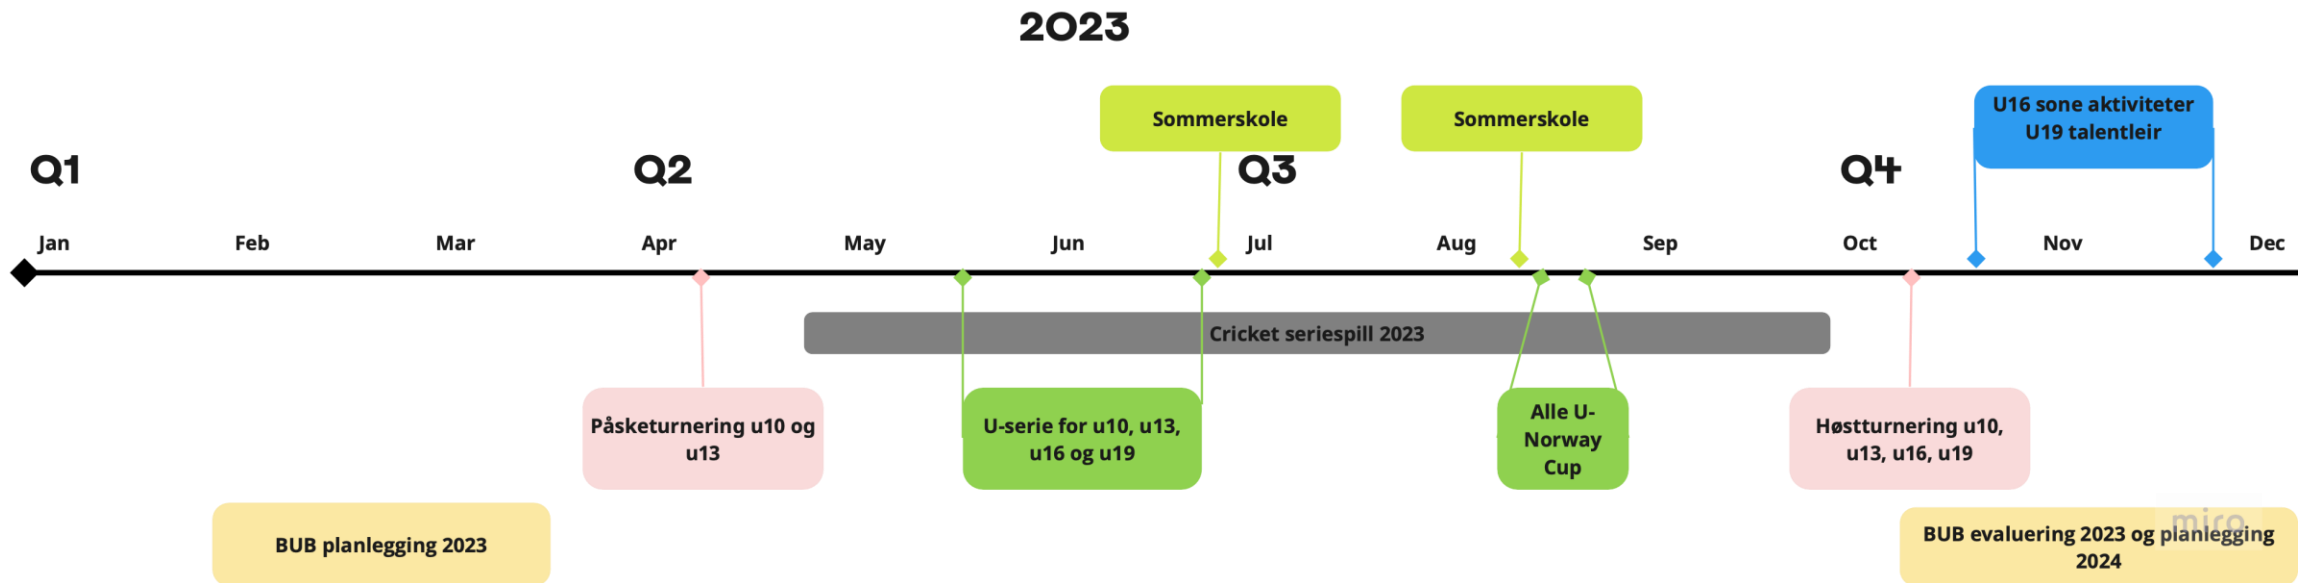 2023
Sommerskole
Sommerskole
U16 sone aktiviteter
U19 talentleir
Q1
Q2
Q3
Q4
Jan
Feb
Mar
Apr
May
Jun
Jul
Aug
Sep
Oct
Nov
Dec
Cricket seriespill 2023
Påsketurnering u10 og
u13
U-serie for u10, u13,
u16 og u19
Alle U-
Norway
Cup
Høstturnering u10,
u13, u16, u19
BUB planlegging 2023
BUB evaluering 2023 og planlegging
2024
miro